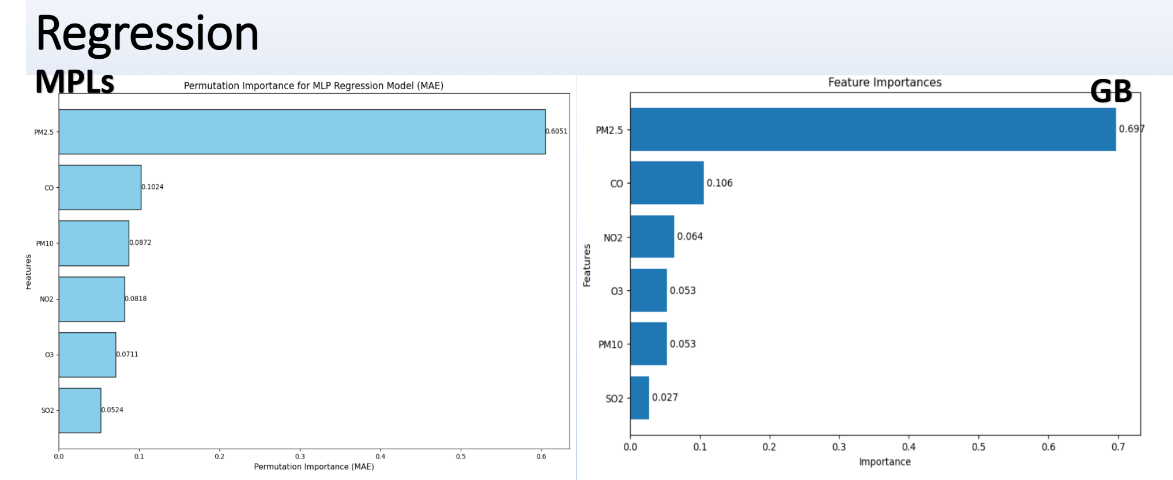 Regression
MPLs
Permutation Importance for MLP Regression Model (MAE)
Features
PM2.5 0.6051
CO 0.1024
PM10 0.0872
NO2 0.0818
O3 0.0711
SO2 0.0524
0.0 0.1 0.2 0.3 0.4 0.5 0.6
Permutation Importance (MAE)
GB
Feature Importances
Features
PM2.5 0.697
CO 0.106
NO2 0.064
O3 0.053
PM10 0.053
SO2 0.027
0.0 0.1 0.2 0.3 0.4 0.5 0.6 0.7
Importance